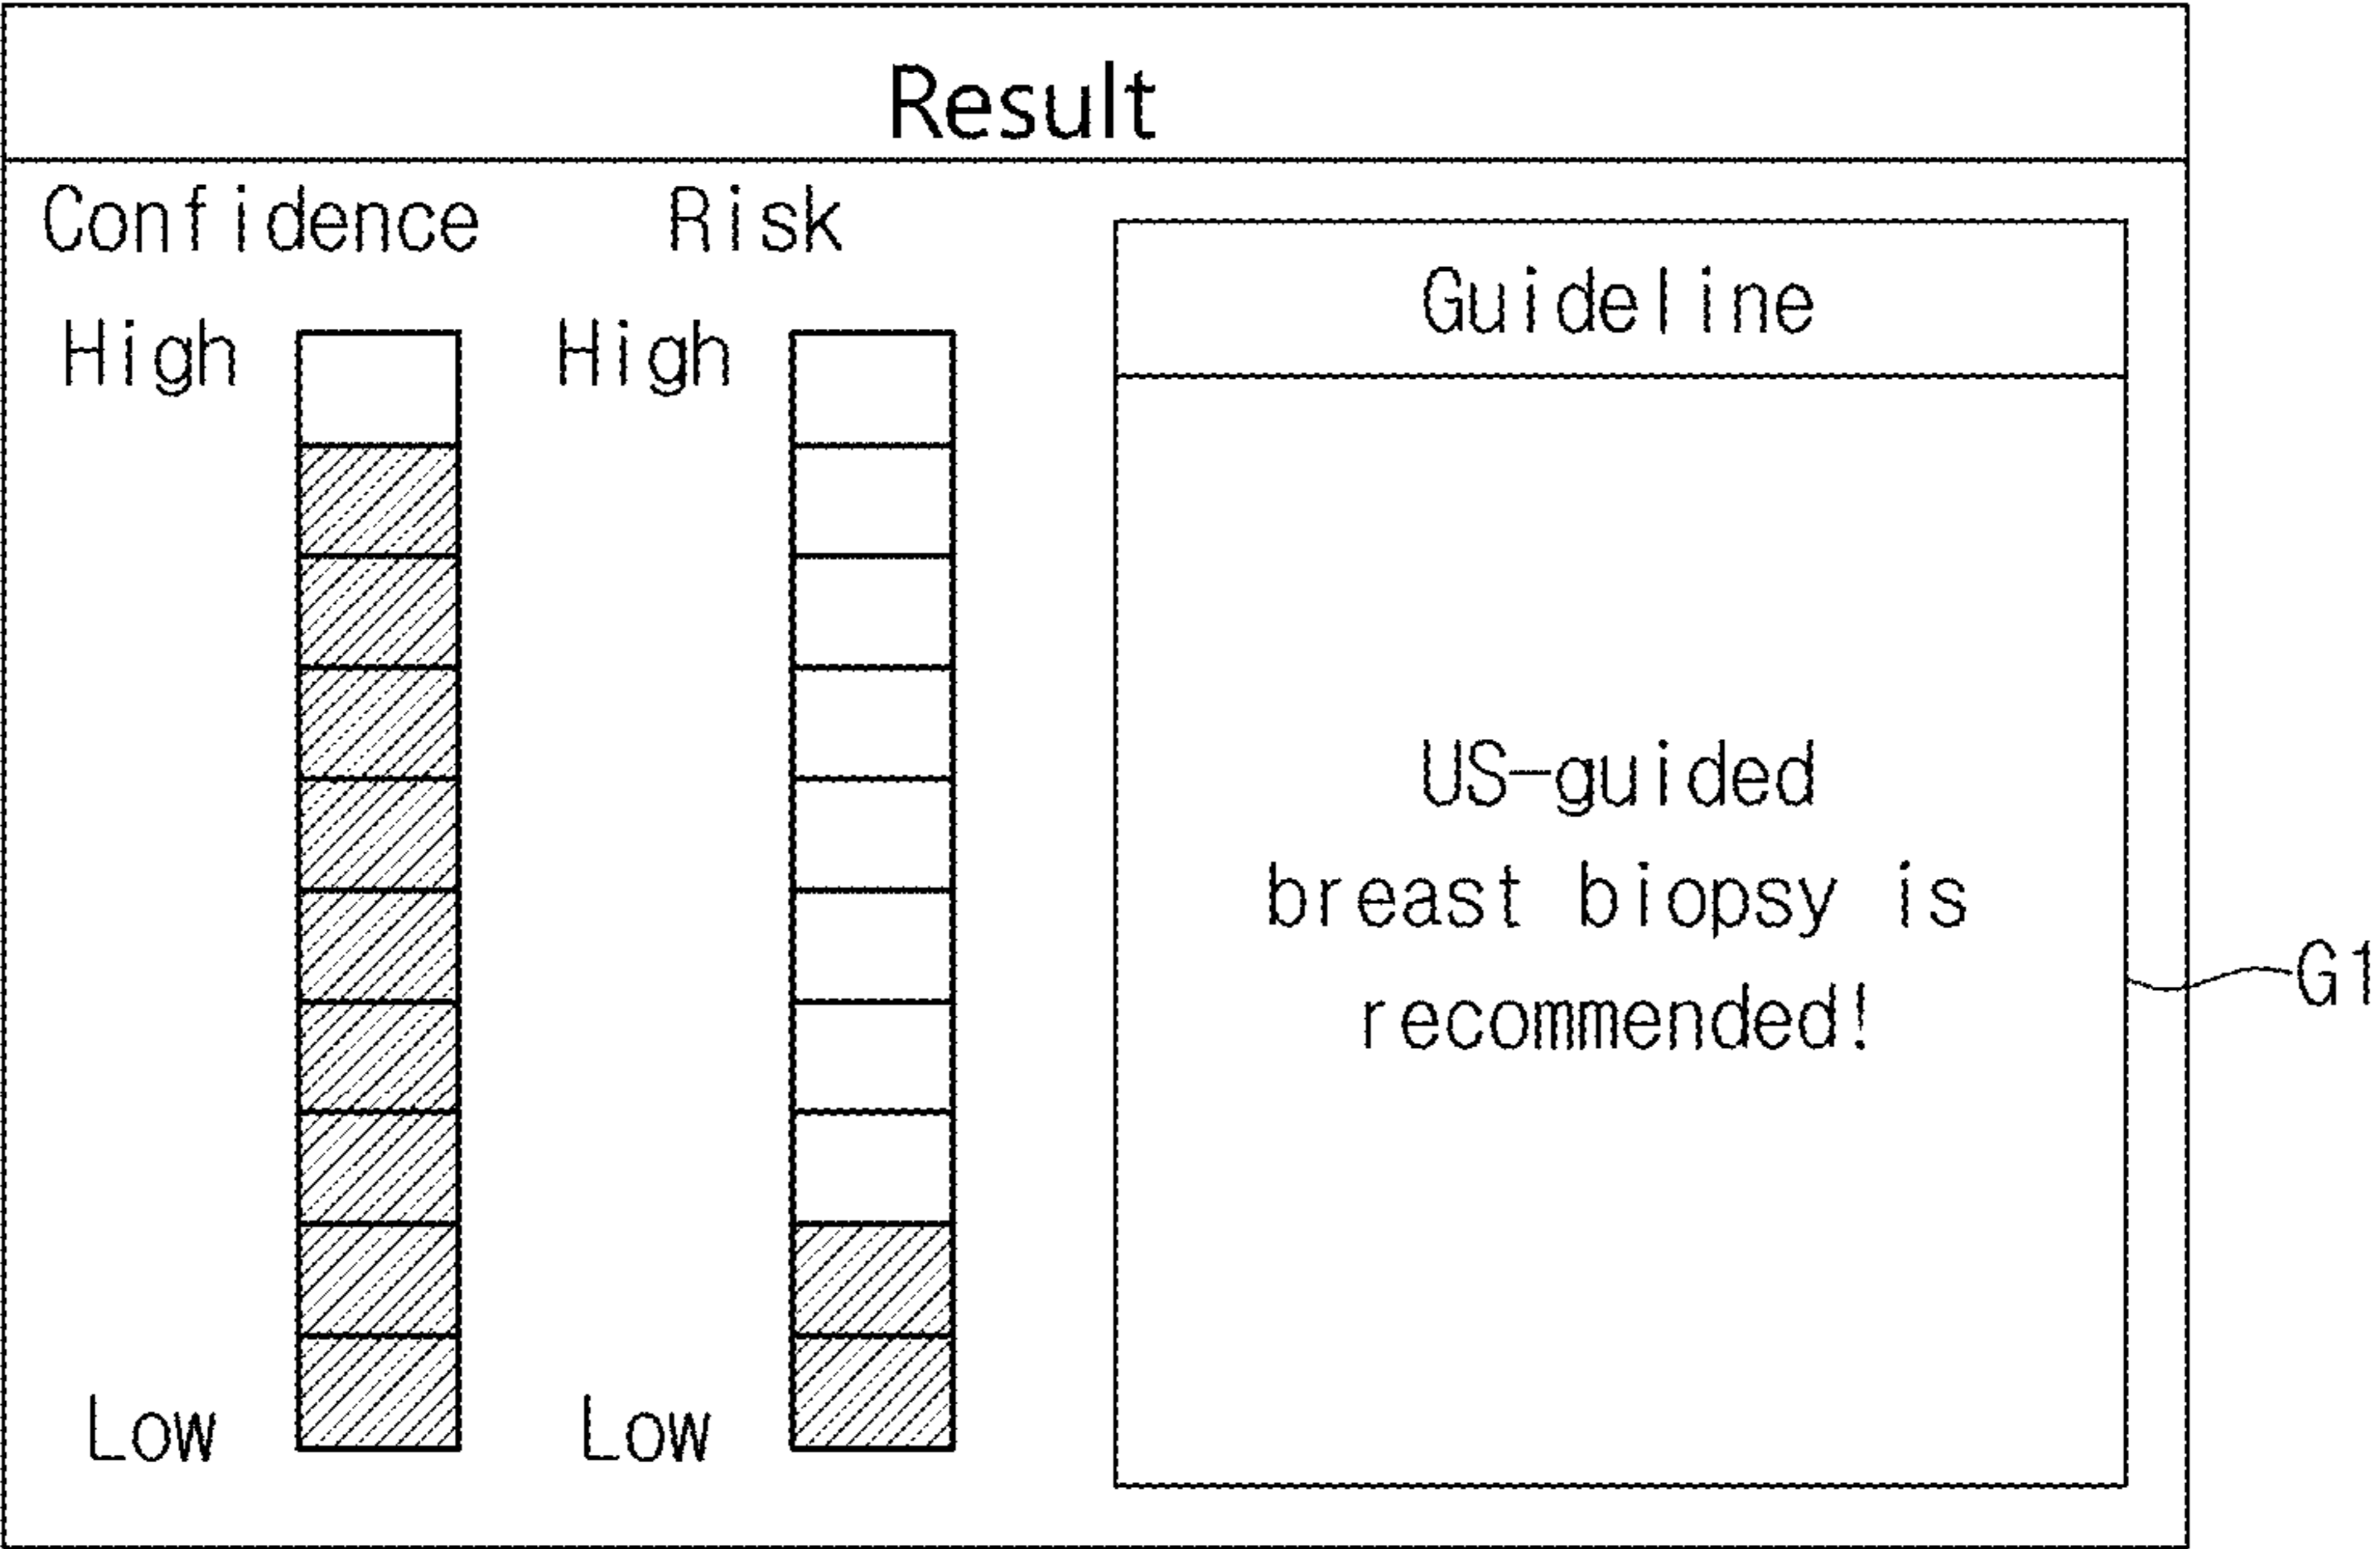 Result
Confidence
High
Low
Risk
High
Low
Guideline
US-guided
breast biopsy is
recommended!
G1